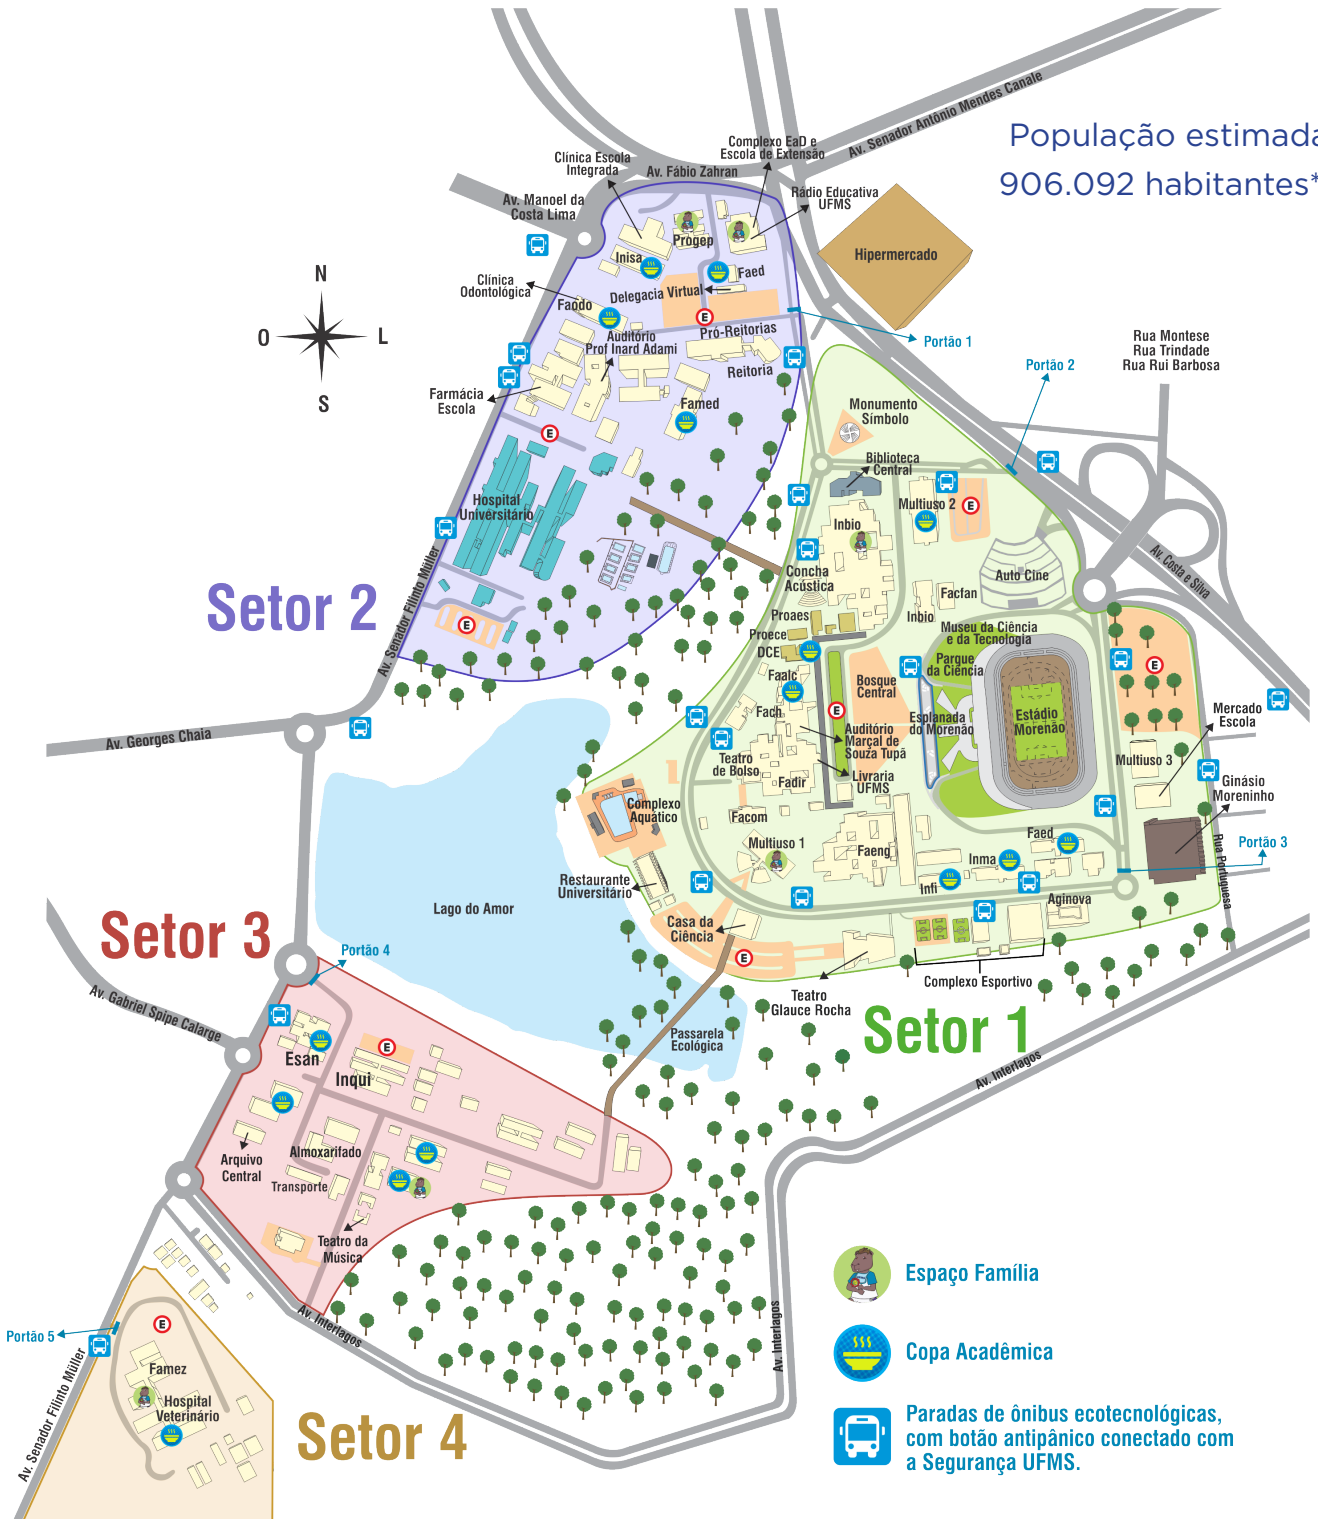 Av. Senador Antônio Mendes Canale
População estimada
906.092 habitantes*
Complexo EaD e
Escola de Extensão
Clínica Escola
Integrada
Av. Fábio Zahran
Rádio Educativa
UFMS
Av. Manoel da
Costa Lima
Progep
Inisa
Hipermercado
N
O
L
S
Clínica
Odontológica
Faed
Delegacia Virtual
Faodo
E
Pró-Reitorias
Auditório
Prof Inard Adami
Reitoria
Portão 1
Rua Montese
Rua Trindade
Rua Rui Barbosa
Portão 2
Farmácia
Escola
Famed
E
Monumento
Símbolo
Biblioteca
Central
Multiuso 2
E
Hospital
Universitário
Inbio
Av. Costa e Silva
Concha
Acústica
Auto Cine
Setor 2
Av. Senador Filinto Müller
E
Facfan
Inbio
Proaes
Proece
DCE
Museu da Ciência
e da Tecnologia
Parque
da Ciência
E
Faalc
Bosque
Central
Fach
E
Esplanada
do Morenão
Estádio
Morenão
Mercado
Escola
Av. Georges Chaia
Auditório
Marçal de
Souza Tupã
Teatro
de Bolso
Multiuso 3
Livraria
UFMS
Fadir
Ginásio
Moreninho
Complexo
Aquático
Facom
Multiuso 1
Faeng
Faed
Inma
Infi
Portão 3
Rua Portuguesa
Restaurante
Universitário
Aginova
Lago do Amor
Casa da
Ciência
E
Complexo Esportivo
Teatro
Glauce Rocha
Setor 1
Setor 3
Portão 4
Av. Gabriel Spipe Calarge
Passarela
Ecológica
Av. Interlagos
Esan
E
Inqui
Almoxarifado
Arquivo
Central
Transporte
Teatro da
Música
Av. Interlagos
Av. Interlagos
Espaço Família
Portão 5
E
Copa Acadêmica
Famez
Hospital
Veterinário
Av. Senador Filinto Müller
Setor 4
Paradas de ônibus ecotecnológicas,
com botão antipânico conectado com
a Segurança UFMS.